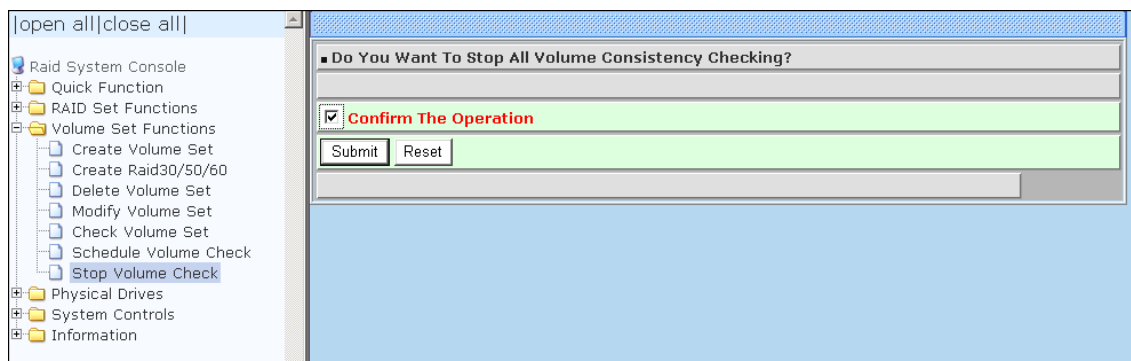 |open all|close all|
Raid System Console
Quick Function
RAID Set Functions
Volume Set Functions
Create Volume Set
Create Raid30/50/60
Delete Volume Set
Modify Volume Set
Check Volume Set
Schedule Volume Check
Stop Volume Check
Physical Drives
System Controls
Information
Do You Want To Stop All Volume Consistency Checking?
Confirm The Operation
Submit Reset